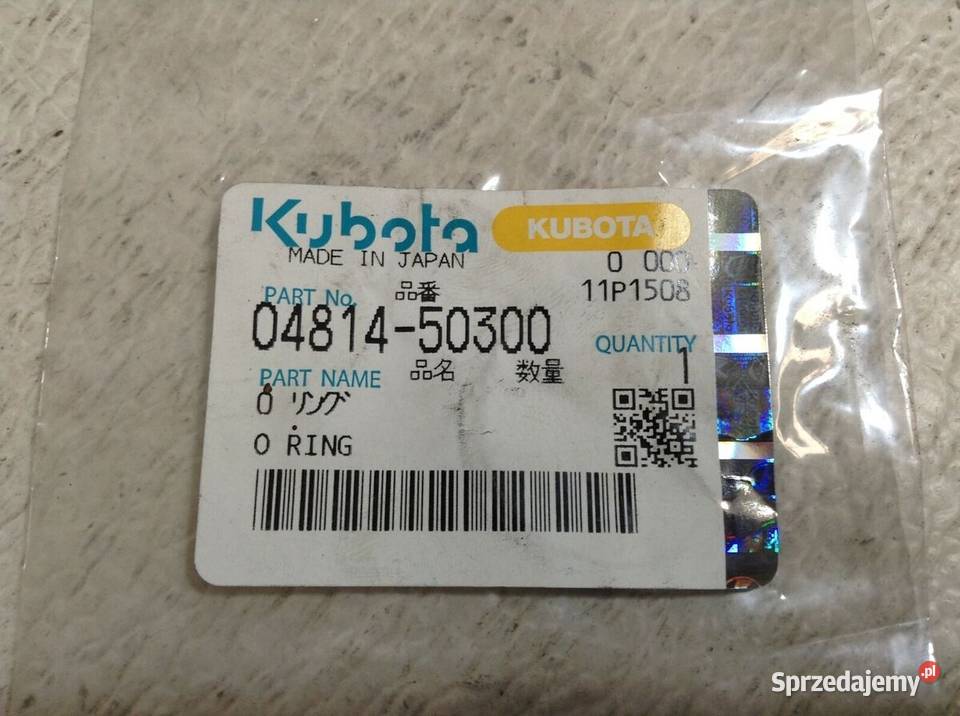 Kubota KUBOTA
MADE IN JAPAN 0 000
PART No. 品番 11P1508
04814-50300
QUANTITY
PART NAME 品名 数量 1
O リング
O RING
Sprzedajemy.pl